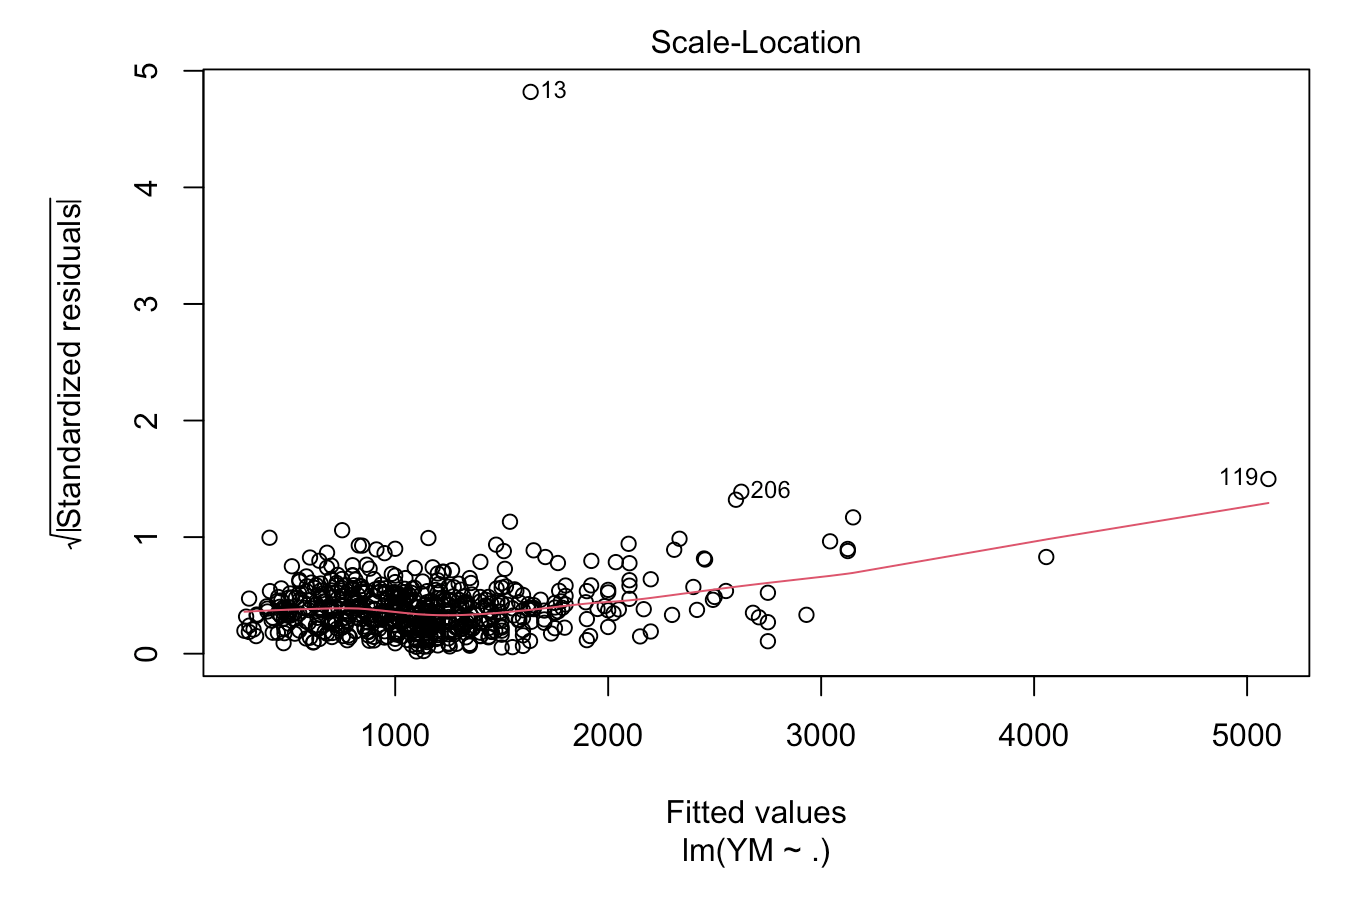 Scale-Location
5
4
3
2
1
0
√|Standardized residuals|
13
206
119
1000 2000 3000 4000 5000
Fitted values
lm(YM ~ .)